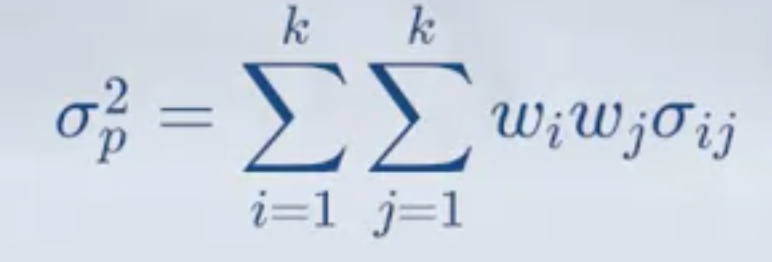 σ_p^2 = \sum_{i=1}^{k} \sum_{j=1}^{k} w_i w_j σ_{ij}